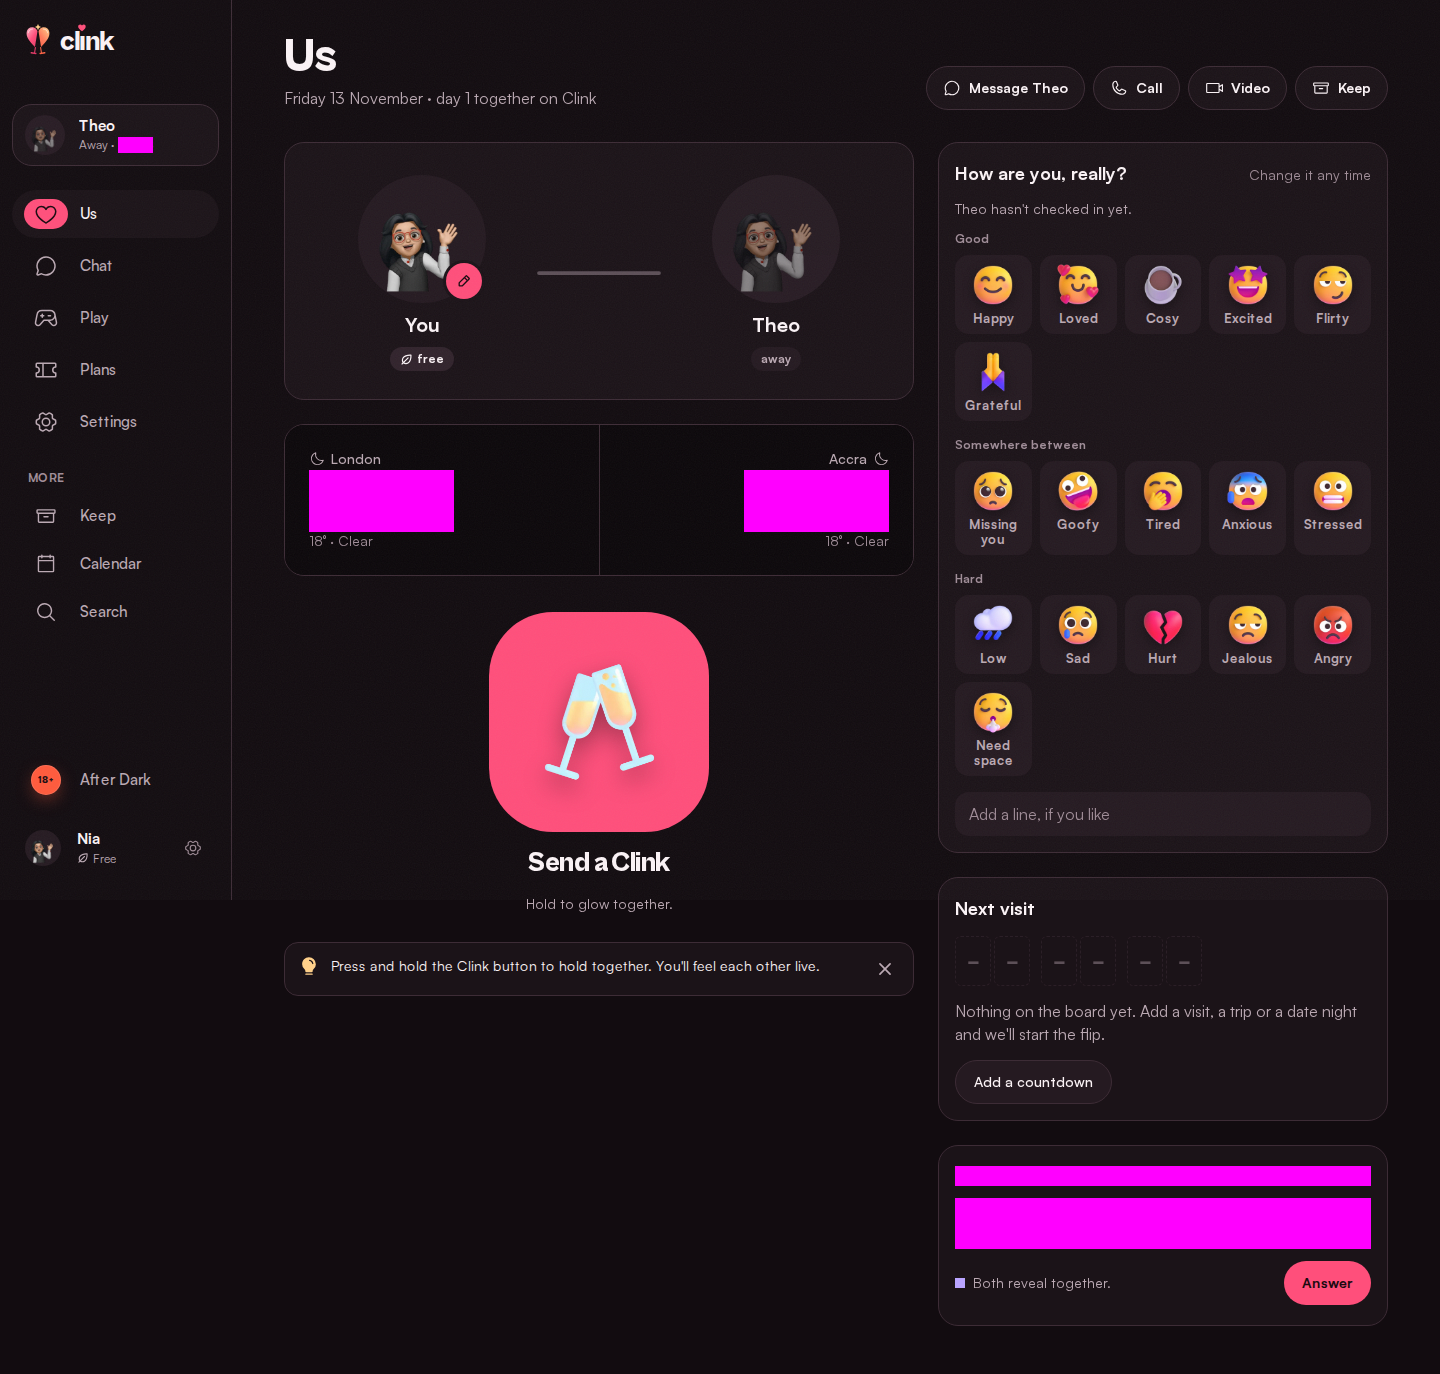 clink
Theo
Away ·
Us
Chat
Play
Plans
Settings
MORE
Keep
Calendar
Search
18+
After Dark
Nia
Free
Us
Friday 13 November · day 1 together on Clink
Message Theo
Call
Video
Keep
You
free
Theo
away
London
18° · Clear
Accra
18° · Clear
Send a Clink
Hold to glow together.
Press and hold the Clink button to hold together. You'll feel each other live.
How are you, really?
Change it any time
Theo hasn't checked in yet.
Good
Happy
Loved
Cosy
Excited
Flirty
Grateful
Somewhere between
Missing
you
Goofy
Tired
Anxious
Stressed
Hard
Low
Sad
Hurt
Jealous
Angry
Need
space
Add a line, if you like
Next visit
– – – – – –
Nothing on the board yet. Add a visit, a trip or a date night
and we'll start the flip.
Add a countdown
Both reveal together.
Answer